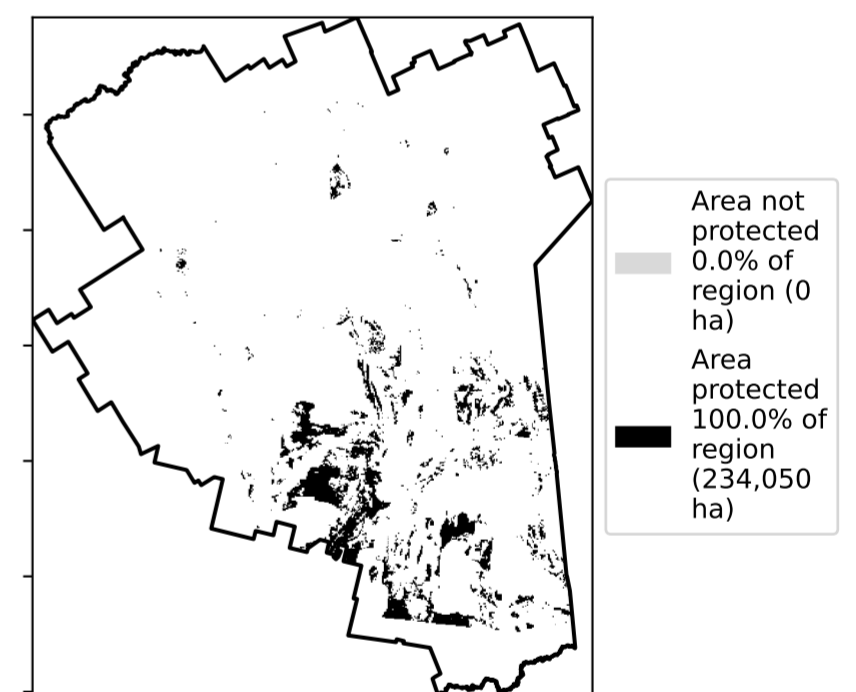 Area not
protected
0.0% of
region (0
ha)
Area
protected
100.0% of
region
(234,050
ha)